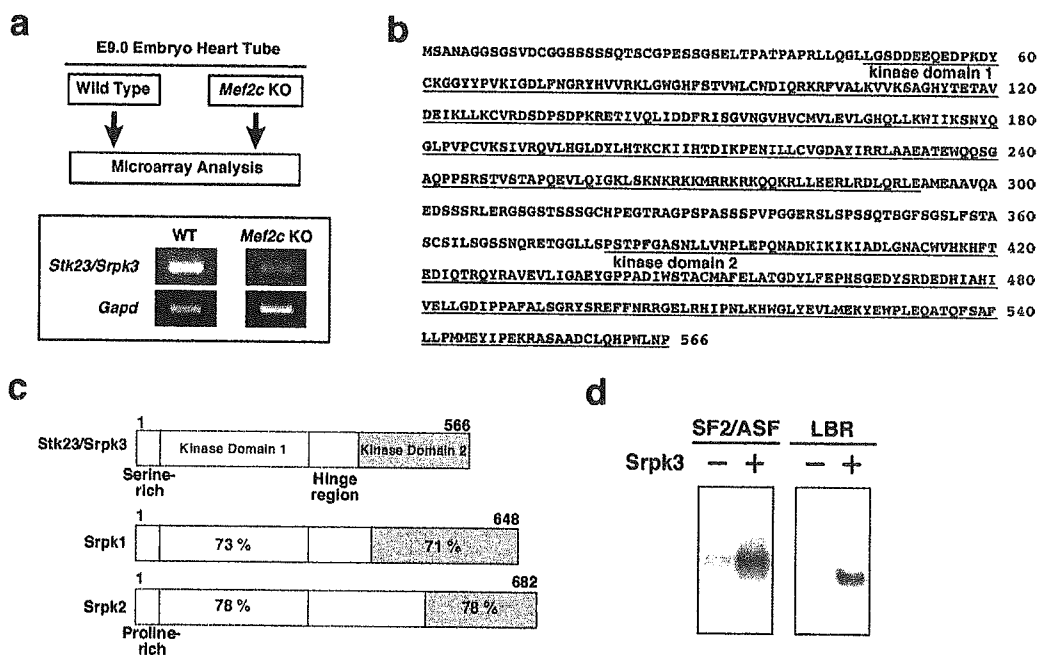 a
E9.0 Embryo Heart Tube
Wild Type
Mef2c KO
Microarray Analysis
WT Mef2c KO
Stk23/Srpk3
Gapd
b
MSANAGGSGSVDCGGSSSSSQTSCGPESSGSELTPATPAPRLLQGLLGSDDEEQEDPKDY 60
kinase domain 1
CKGGYYPVKIGDLFNGRYHVVRKLGWGHFSTVWLCWDIQRKRFVALKVVKSAGHYTETAV 120
DEIKLLKCVRDSDPSDPKRETIVQLIDDFRISGVNGVHVCMVLEVLGHQLLKWIIKSNYQ 180
GLPVPCVKSIVRQVLHGLDYLHTKCKIIHTDIKPENILLCVGDAYIRRLAAEATEWQQSG 240
AQPPSRSTVSTAPQEVLQIGKLSKNKRKKMRRKRKQQKRLLEERLRDLQRLEAMEAAVQA 300
EDSSSRLERGSGSTSSSGCHPEGTRAGPSPASSSPVPGGERSLSPSSQTSGFSGSLFSTA 360
SCSILSGSSNQRETGGLLSPSTPFGASNLLVNPLEPQNADKIKIKIADLGNACWVHKHFT 420
kinase domain 2
EDIQTRQYRAVEVLIGAEYGPPADIWSTACMAFELATGDYLFEPHSGEDYSRDEDHIAHI 480
VELLGDIPPAFALSGRYSREFFNRRGELRHIPNLKHWGLYEVLMEKYEWPLEQATQFSAF 540
LLPMMEYIPEKRASAADCLQHPWLNP 566
c
1 566
Stk23/Srpk3 Kinase Domain 1 Kinase Domain 2
Serine-
rich
Hinge
region
1 648
Srpk1 73 % 71 %
1 682
Srpk2 78 % 78 %
Proline-
rich
d
SF2/ASF LBR
Srpk3 − + − +